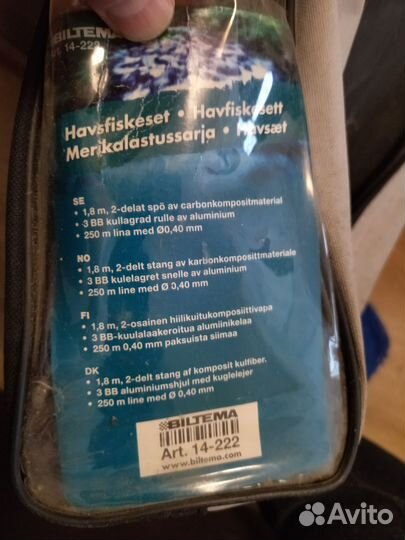 BILTEMA
Art. 14-222
Havsfiskeset • Havfiskesett
Merikalastussarja • Havsæt
SE
• 1,8 m, 2-delat spö av carbonkompositmaterial
• 3 BB kullagrad rulle av aluminium
• 250 m lina med Ø0,40 mm
NO
• 1,8 m, 2-delt stang av karbonkomposittmateriale
• 3 BB kulelagret snelle av aluminium
• 250 m line med Ø 0,40 mm
FI
• 1,8 m, 2-osainen hiilikuitukomposiittivapa
• 3 BB-kuulalaakeroitua alumiinikelaa
• 250 m 0,40 mm paksuista siimaa
DK
• 1,8 m, 2-delt stang af komposit kulfiber.
• 3 BB aluminiumshjul med kuglelejer
• 250 m line med Ø 0,40 mm
BILTEMA
Art. 14-222
www.biltema.com
Avito